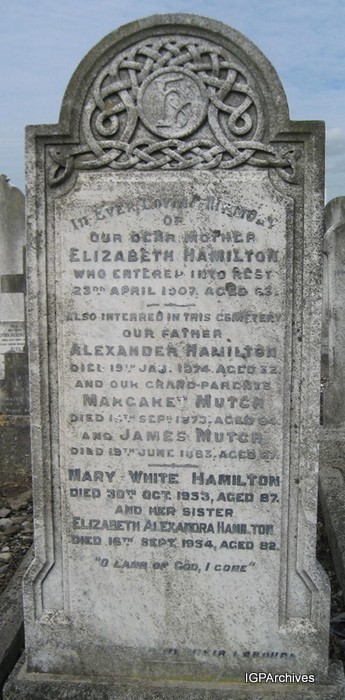 IN EVER LOVING MEMORY
OF
OUR DEAR MOTHER
ELIZABETH HAMILTON
WHO ENTERED INTO REST
23RD APRIL 1907, AGED 63.
ALSO INTERRED IN THIS CEMETERY
OUR FATHER
ALEXANDER HAMILTON
DIED 19TH JAN. 1874, AGED 32
AND OUR GRAND-PARENTS
MARGARET MUTCH
DIED SEPT 1873, AGED
AND JAMES MUTCH
DIED 19TH JUNE 1883, AGED
MARY WHITE HAMILTON
DIED 30TH OCT. 1953, AGED 87.
AND HER SISTER
ELIZABETH ALEXANDRA HAMILTON
DIED 16TH SEPT. 1954, AGED 82.
"O LAMB OF GOD, I COME"
THEIR LABOURS
IGPArchives